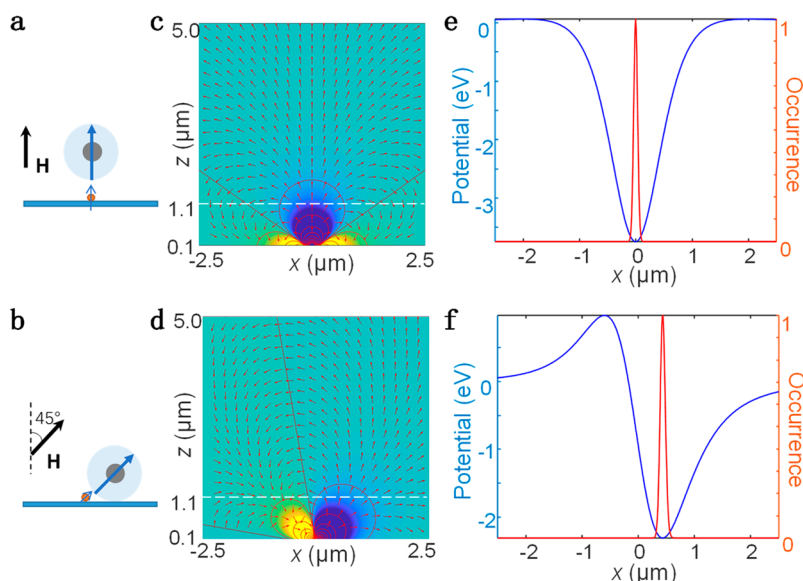 a
H
c
5.0
z (μm)
1.1
0.1
-2.5
x (μm)
2.5
e
0
-1
-2
-3
Potential (eV)
-2
-1
0
1
2
x (μm)
1
0
Occurrence
b
45°
H
d
5.0
z (μm)
1.1
0.1
-2.5
x (μm)
2.5
f
0
-1
-2
Potential (eV)
-2
-1
0
1
2
x (μm)
1
0
Occurrence